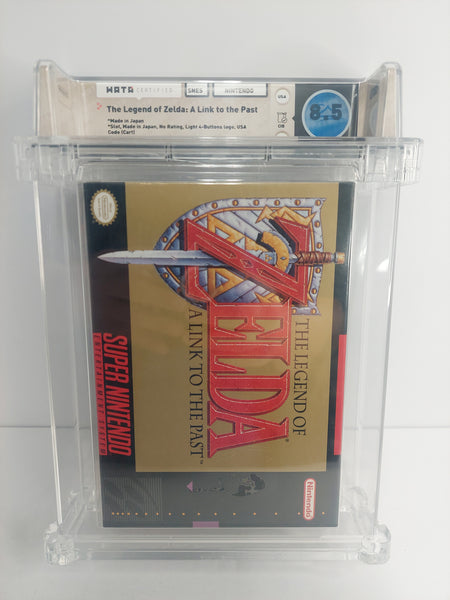 WATA CERTIFIED
SNES
NINTENDO
USA
8.5
The Legend of Zelda: A Link to the Past
*Made in Japan
*Slot, Made in Japan, No Rating, Light 4-Buttons logo, USA
Code (Cart)
CIB
THE LEGEND OF
ZELDA®
A LINK TO THE PAST™
SUPER NINTENDO
ENTERTAINMENT SYSTEM
Nintendo®